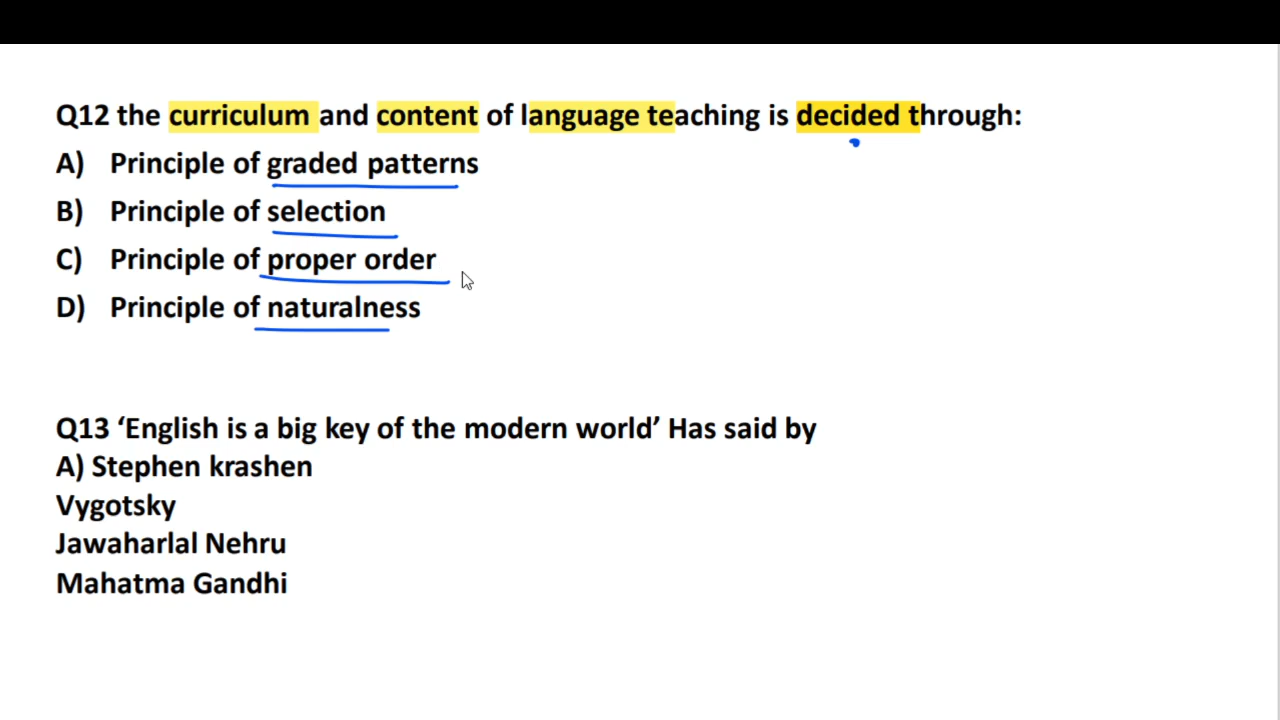 Q12 the curriculum and content of language teaching is decided through:
A) Principle of graded patterns
B) Principle of selection
C) Principle of proper order
D) Principle of naturalness
Q13 ‘English is a big key of the modern world’ Has said by
A) Stephen krashen
Vygotsky
Jawaharlal Nehru
Mahatma Gandhi